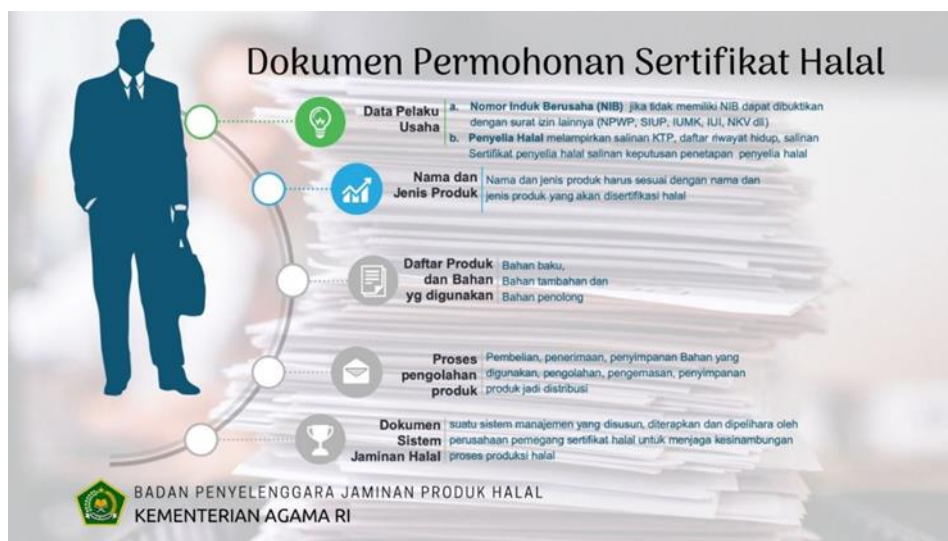 Dokumen Permohonan Sertifikat Halal
Data Pelaku
Usaha
a. Nomor Induk Berusaha (NIB) jika tidak memiliki NIB dapat dibuktikan
dengan surat izin lainnya (NPWP, SIUP, IUMK, IUI, NKV dll)
b. Penyelia Halal melampirkan salinan KTP, daftar riwayat hidup, salinan
Sertifikat penyelia halal salinan keputusan penetapan penyelia halal
Nama dan
Jenis Produk
Nama dan jenis produk harus sesuai dengan nama dan
jenis produk yang akan disertifikasi halal
Daftar Produk
dan Bahan
yg digunakan
Bahan baku,
Bahan tambahan dan
Bahan penolong
Proses
pengolahan
produk
Pembelian, penerimaan, penyimpanan Bahan yang
digunakan, pengolahan, pengemasan, penyimpanan
produk jadi distribusi
Dokumen
Sistem
Jaminan Halal
suatu sistem manajemen yang disusun, diterapkan dan dipelihara oleh
perusahaan pemegang sertifikat halal untuk menjaga kesinambungan
proses produksi halal
BADAN PENYELENGGARA JAMINAN PRODUK HALAL
KEMENTERIAN AGAMA RI